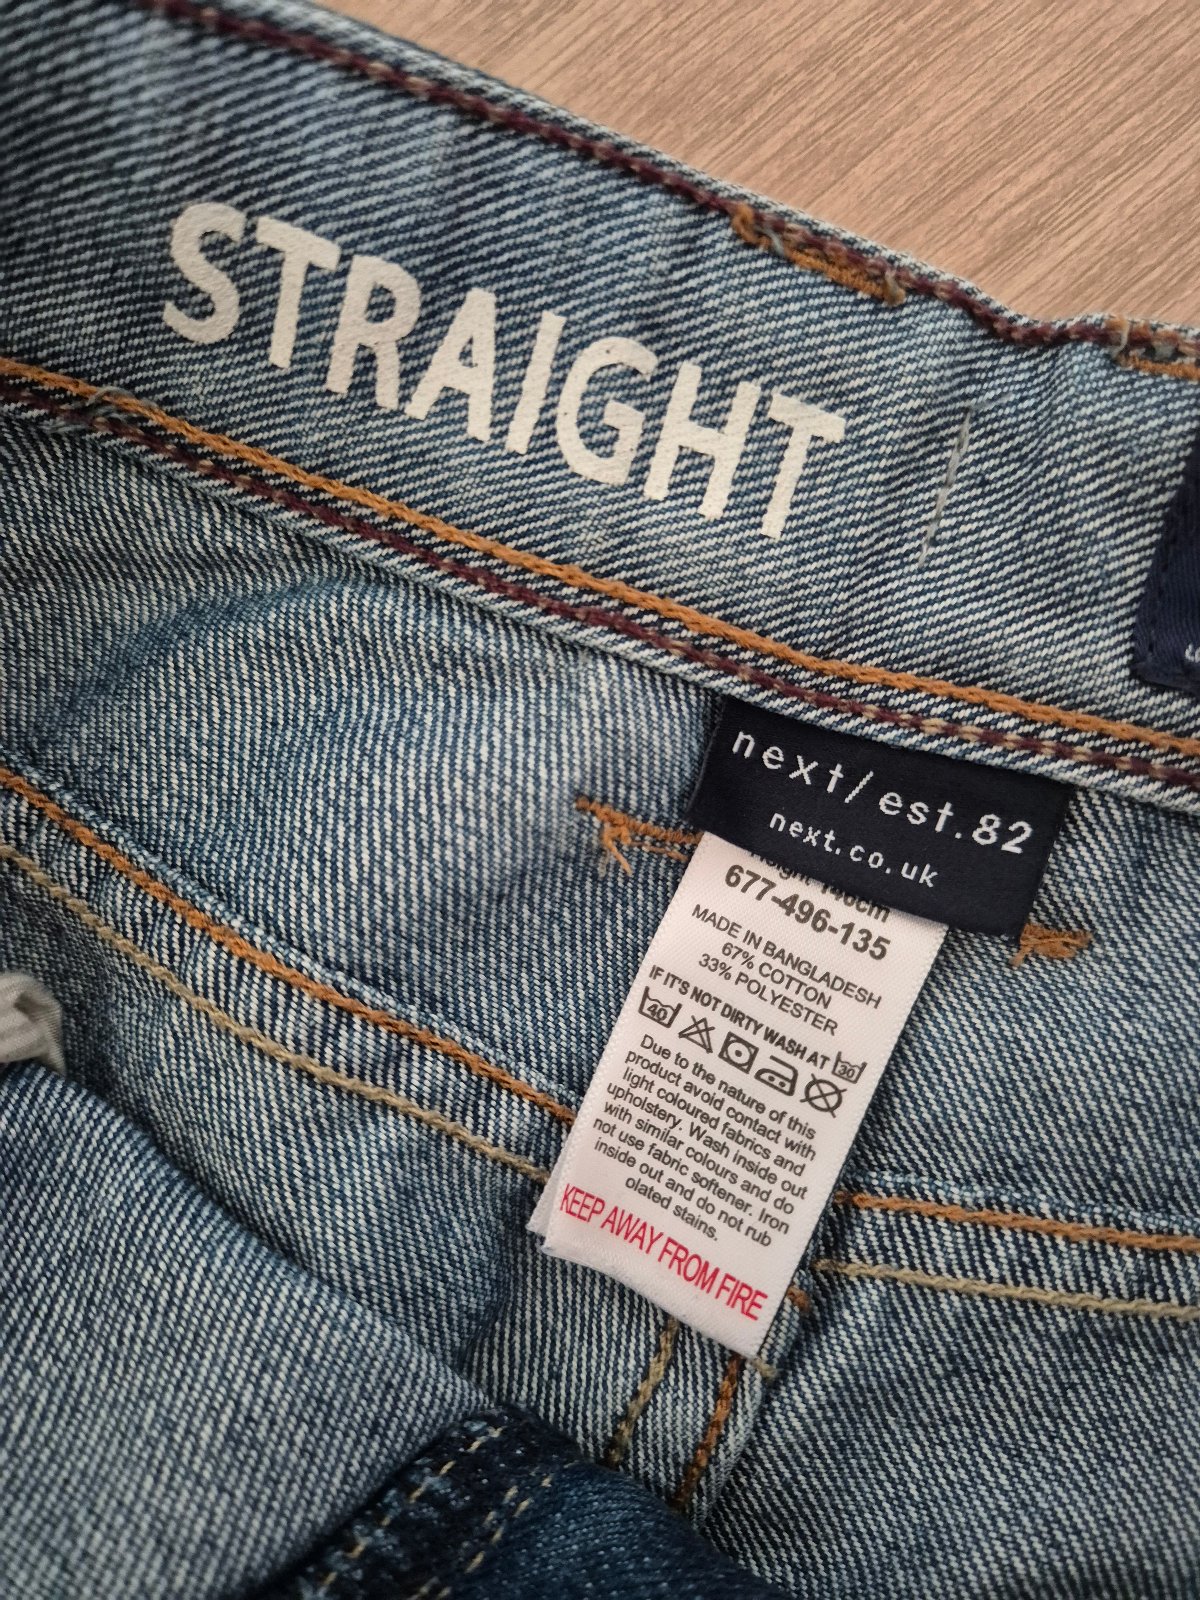 STRAIGHT
next/est.82
next.co.uk
677-496-135
MADE IN BANGLADESH
67% COTTON
33% POLYESTER
IF IT'S NOT DIRTY WASH AT 30
40
Due to the nature of this
product avoid contact with
light coloured fabrics and
upholstery. Wash inside out
with similar colours and do
not use fabric softener. Iron
inside out and do not rub
olated stains.
KEEP AWAY FROM FIRE